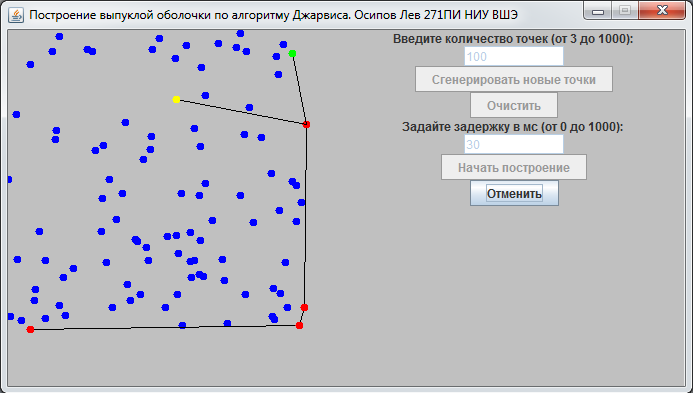 Построение выпуклой оболочки по алгоритму Джарвиса. Осипов Лев 271ПИ НИУ ВШЭ
Введите количество точек (от 3 до 1000):
100
Сгенерировать новые точки
Очистить
Задайте задержку в мс (от 0 до 1000):
30
Начать построение
Отменить